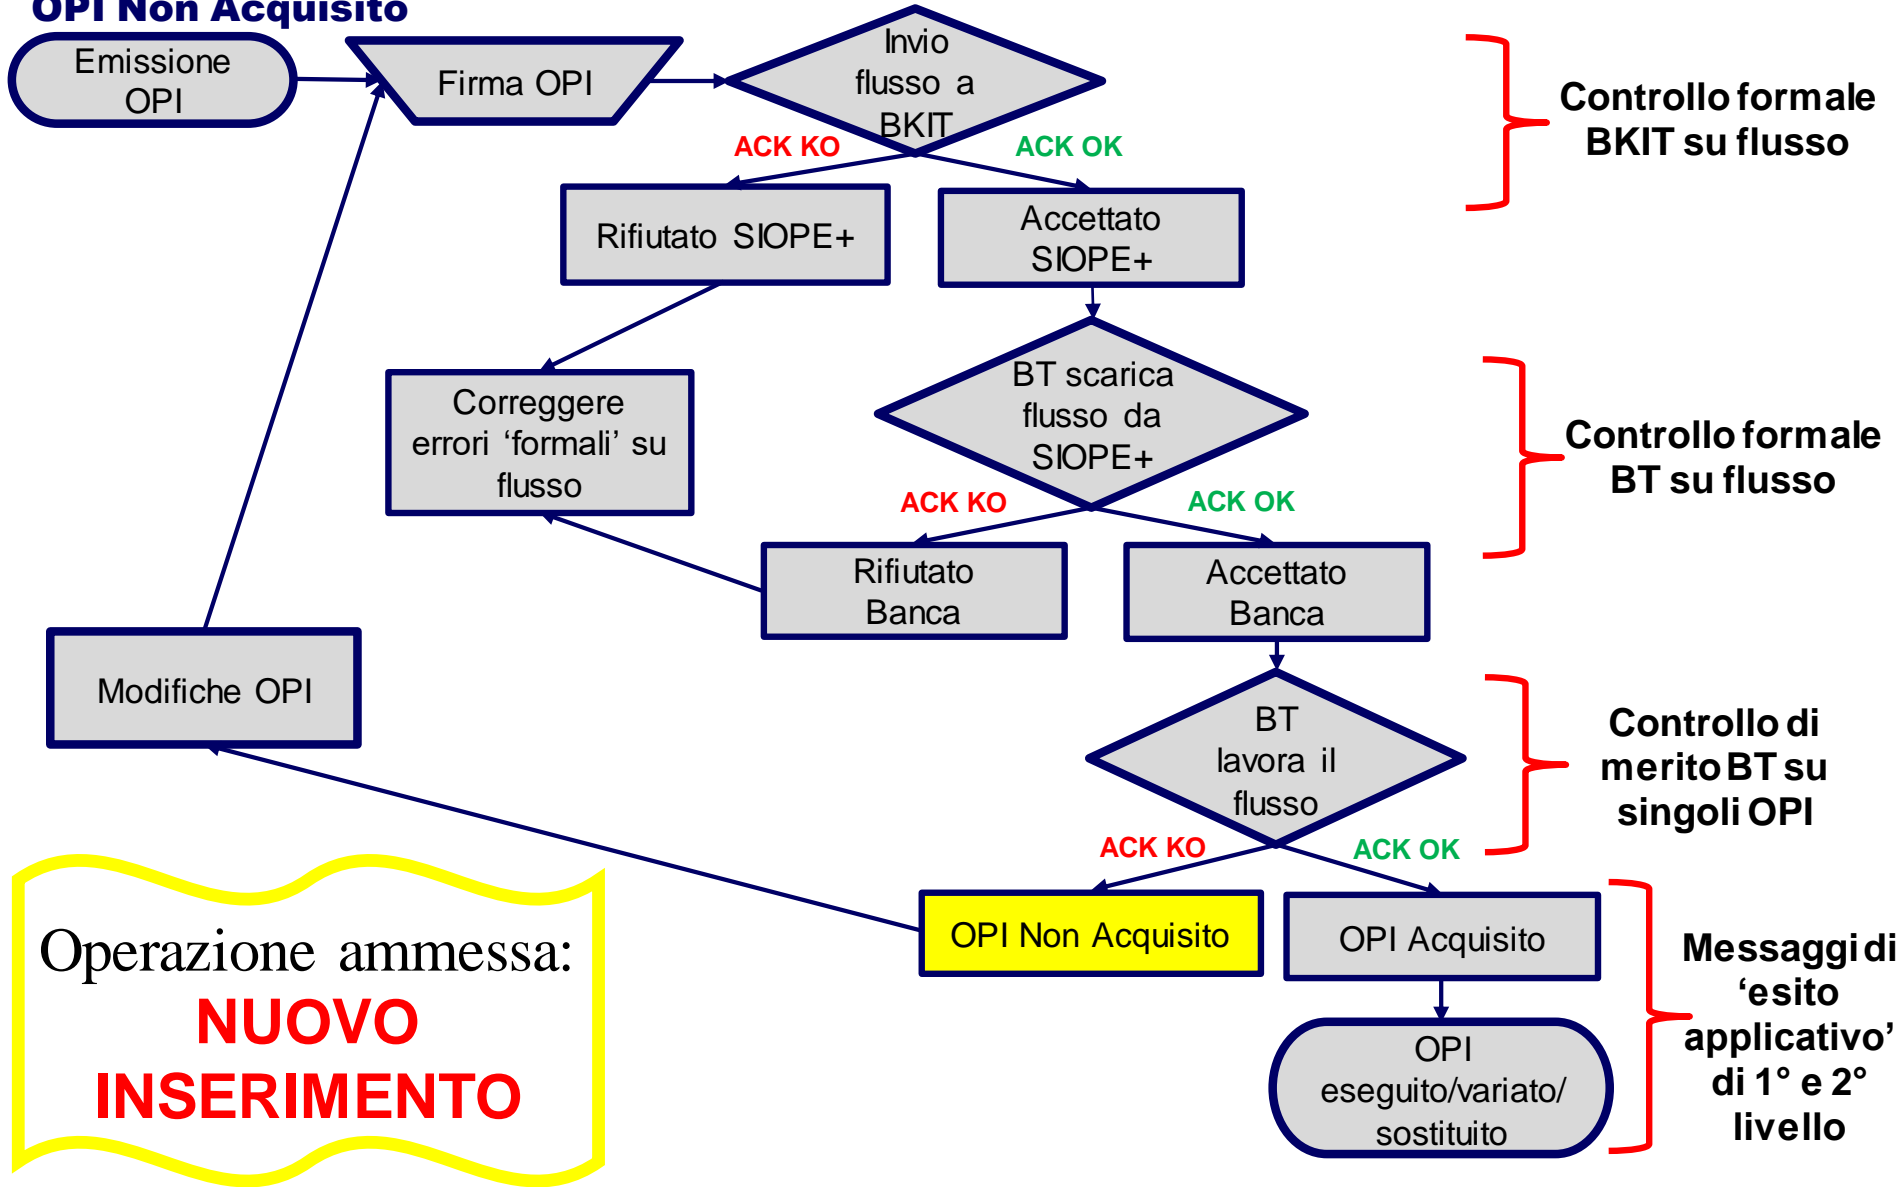 OPI Non Acquisito
Emissione
OPI
Firma OPI
Invio
flusso a
BKIT
Controllo formale
BKIT su flusso
ACK KO
ACK OK
Rifiutato SIOPE+
Accettato
SIOPE+
Correggere
errori ‘formali’ su
flusso
BT scarica
flusso da
SIOPE+
Controllo formale
BT su flusso
ACK KO
ACK OK
Rifiutato
Banca
Accettato
Banca
Modifiche OPI
BT
lavora il
flusso
Controllo di
merito BT su
singoli OPI
ACK KO
ACK OK
OPI Non Acquisito
OPI Acquisito
Operazione ammessa:
NUOVO
INSERIMENTO
OPI
eseguito/variato/
sostituito
Messaggi di
‘esito
applicativo’
di 1° e 2°
livello